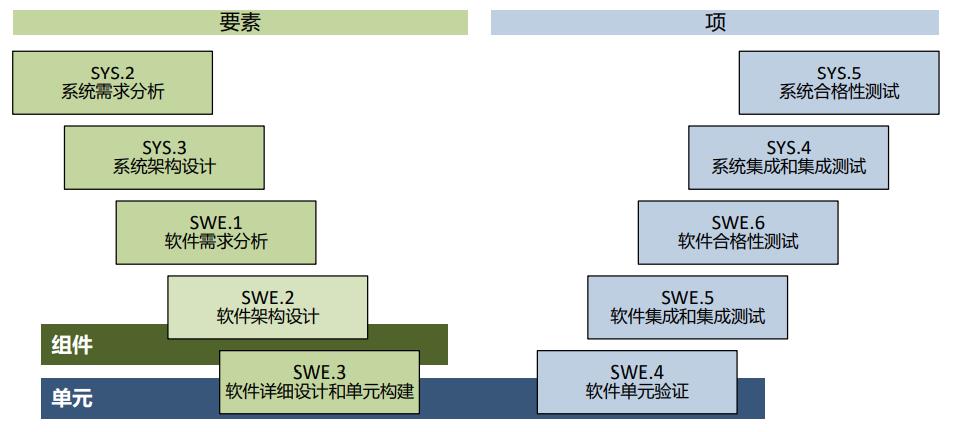 要素
项
SYS.2
系统需求分析
SYS.5
系统合格性测试
SYS.3
系统架构设计
SYS.4
系统集成和集成测试
SWE.1
软件需求分析
SWE.6
软件合格性测试
SWE.2
软件架构设计
SWE.5
软件集成和集成测试
组件
SWE.3
软件详细设计和单元构建
SWE.4
软件单元验证
单元